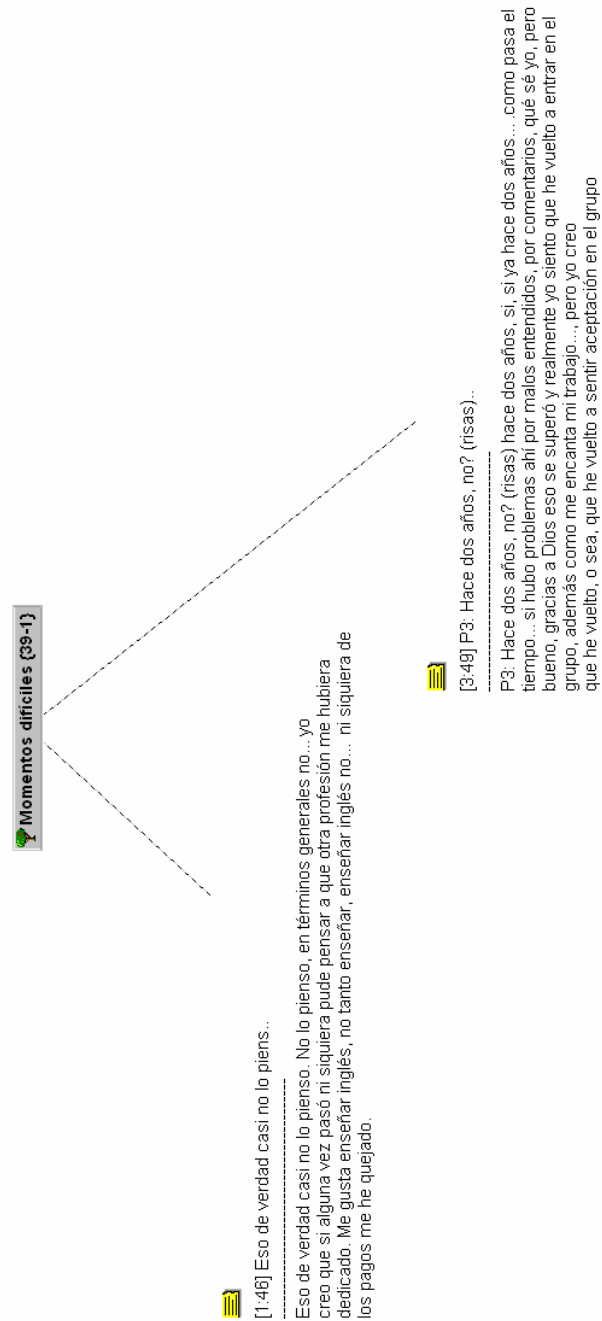 Momentos difíciles {39-1}
[1:46] Eso de verdad casi no lo piens..
Eso de verdad casi no lo pienso. No lo pienso, en términos generales no... yo
creo que si alguna vez pasó ni siquiera pude pensar a que otra profesión me hubiera
dedicado. Me gusta enseñar inglés, no tanto enseñar, enseñar inglés no... ni siquiera de
los pagos me he quejado.
[3:49] P3: Hace dos años, no? (risas)..
P3: Hace dos años, no? (risas) hace dos años, si, si ya hace dos años... .como pasa el
tiempo... si hubo problemas ahí por malos entendidos, por comentarios, qué sé yo, pero
bueno, gracias a Dios eso se superó y realmente yo siento que he vuelto a entrar en el
grupo, además como me encanta mi trabajo..., pero yo creo
que he vuelto, o sea, que he vuelto a sentir aceptación en el grupo